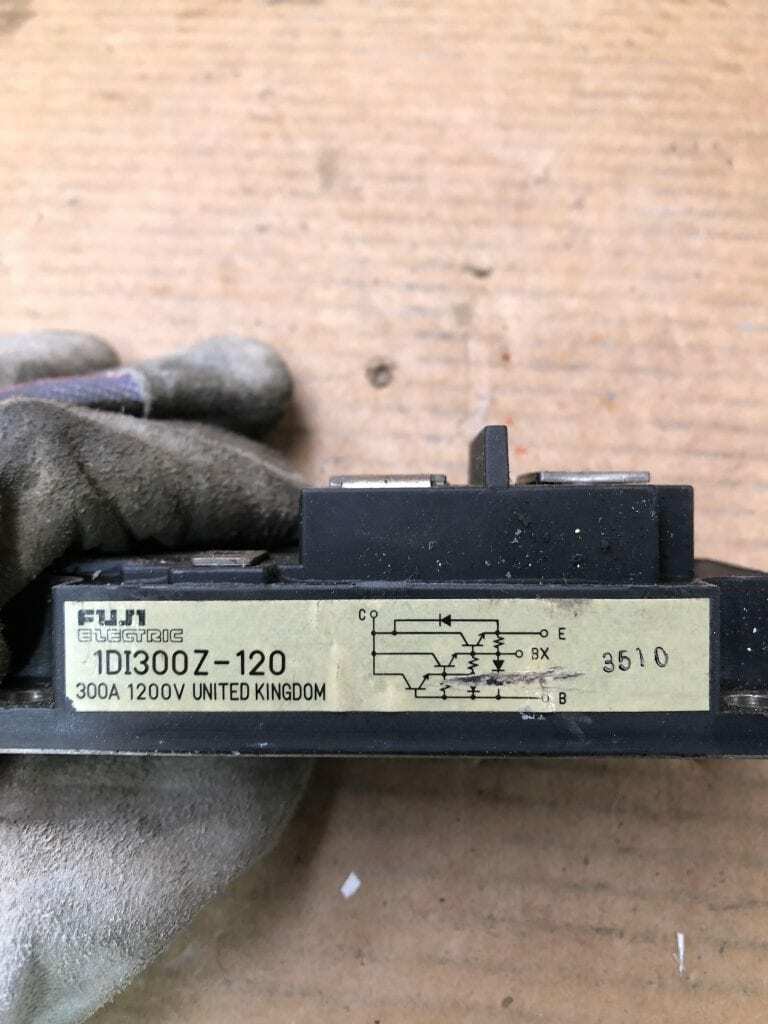 FUJI
ELECTRIC
1DI300Z-120
300A 1200V UNITED KINGDOM
C
E
BX
B
3510